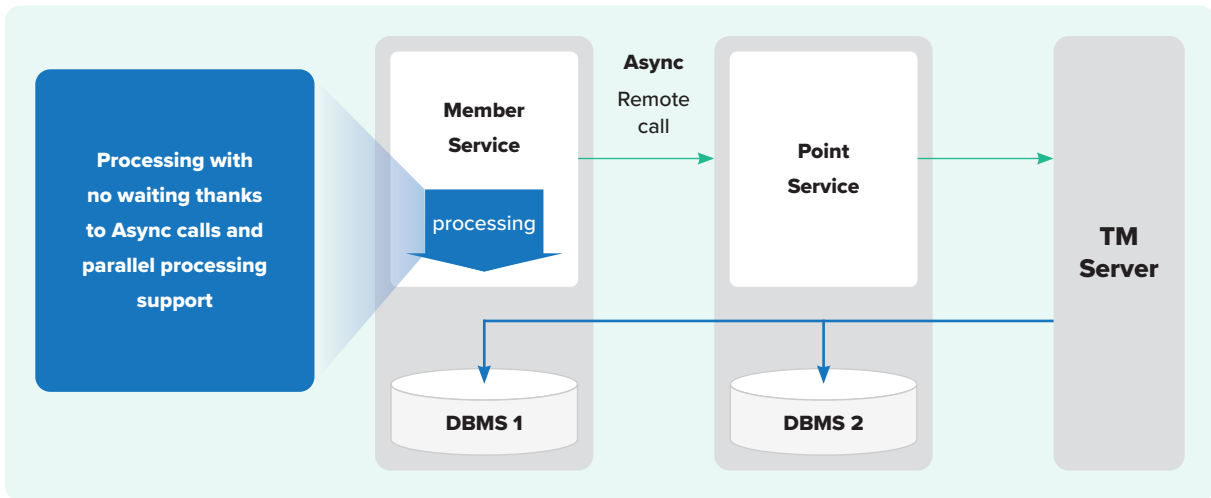 Processing with
no waiting thanks
to Async calls and
parallel processing
support
Member
Service
processing
Async
Remote
call
Point
Service
TM
Server
DBMS 1
DBMS 2